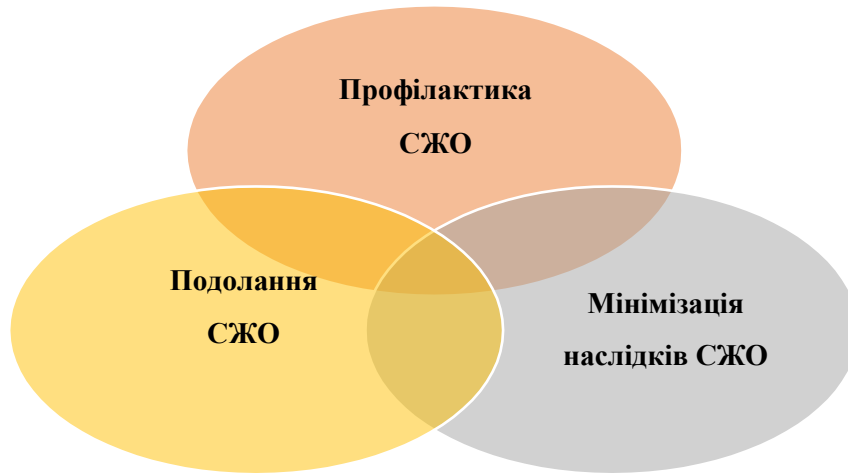 Профілактика
СЖО
Подолання
СЖО
Мінімізація
наслідків СЖО